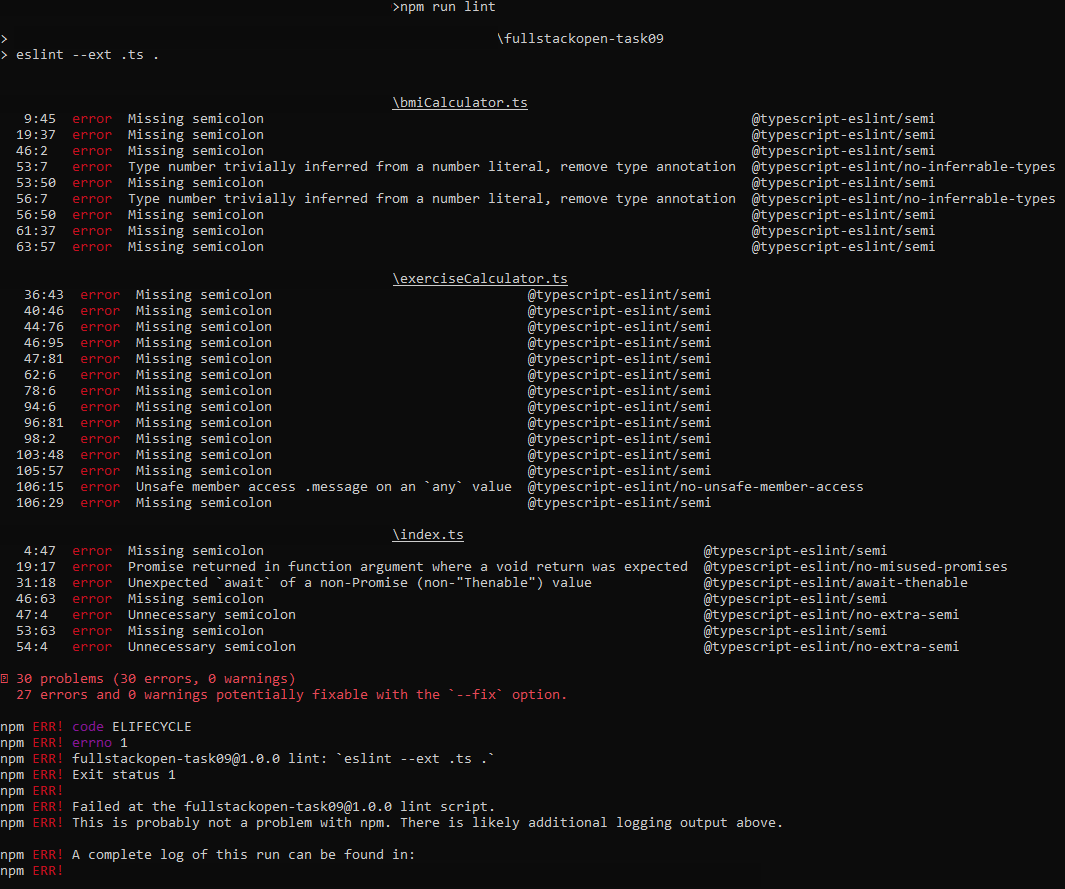 >npm run lint
> \fullstackopen-task09
> eslint --ext .ts .
\bmiCalculator.ts
9:45 error Missing semicolon @typescript-eslint/semi
19:37 error Missing semicolon @typescript-eslint/semi
46:2 error Missing semicolon @typescript-eslint/semi
53:7 error Type number trivially inferred from a number literal, remove type annotation @typescript-eslint/no-inferrable-types
53:50 error Missing semicolon @typescript-eslint/semi
56:7 error Type number trivially inferred from a number literal, remove type annotation @typescript-eslint/no-inferrable-types
56:50 error Missing semicolon @typescript-eslint/semi
61:37 error Missing semicolon @typescript-eslint/semi
63:57 error Missing semicolon @typescript-eslint/semi
\exerciseCalculator.ts
36:43 error Missing semicolon @typescript-eslint/semi
40:46 error Missing semicolon @typescript-eslint/semi
44:76 error Missing semicolon @typescript-eslint/semi
46:95 error Missing semicolon @typescript-eslint/semi
47:81 error Missing semicolon @typescript-eslint/semi
62:6 error Missing semicolon @typescript-eslint/semi
78:6 error Missing semicolon @typescript-eslint/semi
94:6 error Missing semicolon @typescript-eslint/semi
96:81 error Missing semicolon @typescript-eslint/semi
98:2 error Missing semicolon @typescript-eslint/semi
103:48 error Missing semicolon @typescript-eslint/semi
105:57 error Missing semicolon @typescript-eslint/semi
106:15 error Unsafe member access .message on an `any` value @typescript-eslint/no-unsafe-member-access
106:29 error Missing semicolon @typescript-eslint/semi
\index.ts
4:47 error Missing semicolon @typescript-eslint/semi
19:17 error Promise returned in function argument where a void return was expected @typescript-eslint/no-misused-promises
31:18 error Unexpected `await` of a non-Promise (non-"Thenable") value @typescript-eslint/await-thenable
46:63 error Missing semicolon @typescript-eslint/semi
47:4 error Unnecessary semicolon @typescript-eslint/no-extra-semi
53:63 error Missing semicolon @typescript-eslint/semi
54:4 error Unnecessary semicolon @typescript-eslint/no-extra-semi
30 problems (30 errors, 0 warnings)
27 errors and 0 warnings potentially fixable with the `--fix` option.
npm ERR! code ELIFECYCLE
npm ERR! errno 1
npm ERR! fullstackopen-task09@1.0.0 lint: `eslint --ext .ts .`
npm ERR! Exit status 1
npm ERR!
npm ERR! Failed at the fullstackopen-task09@1.0.0 lint script.
npm ERR! This is probably not a problem with npm. There is likely additional logging output above.
npm ERR! A complete log of this run can be found in:
npm ERR!